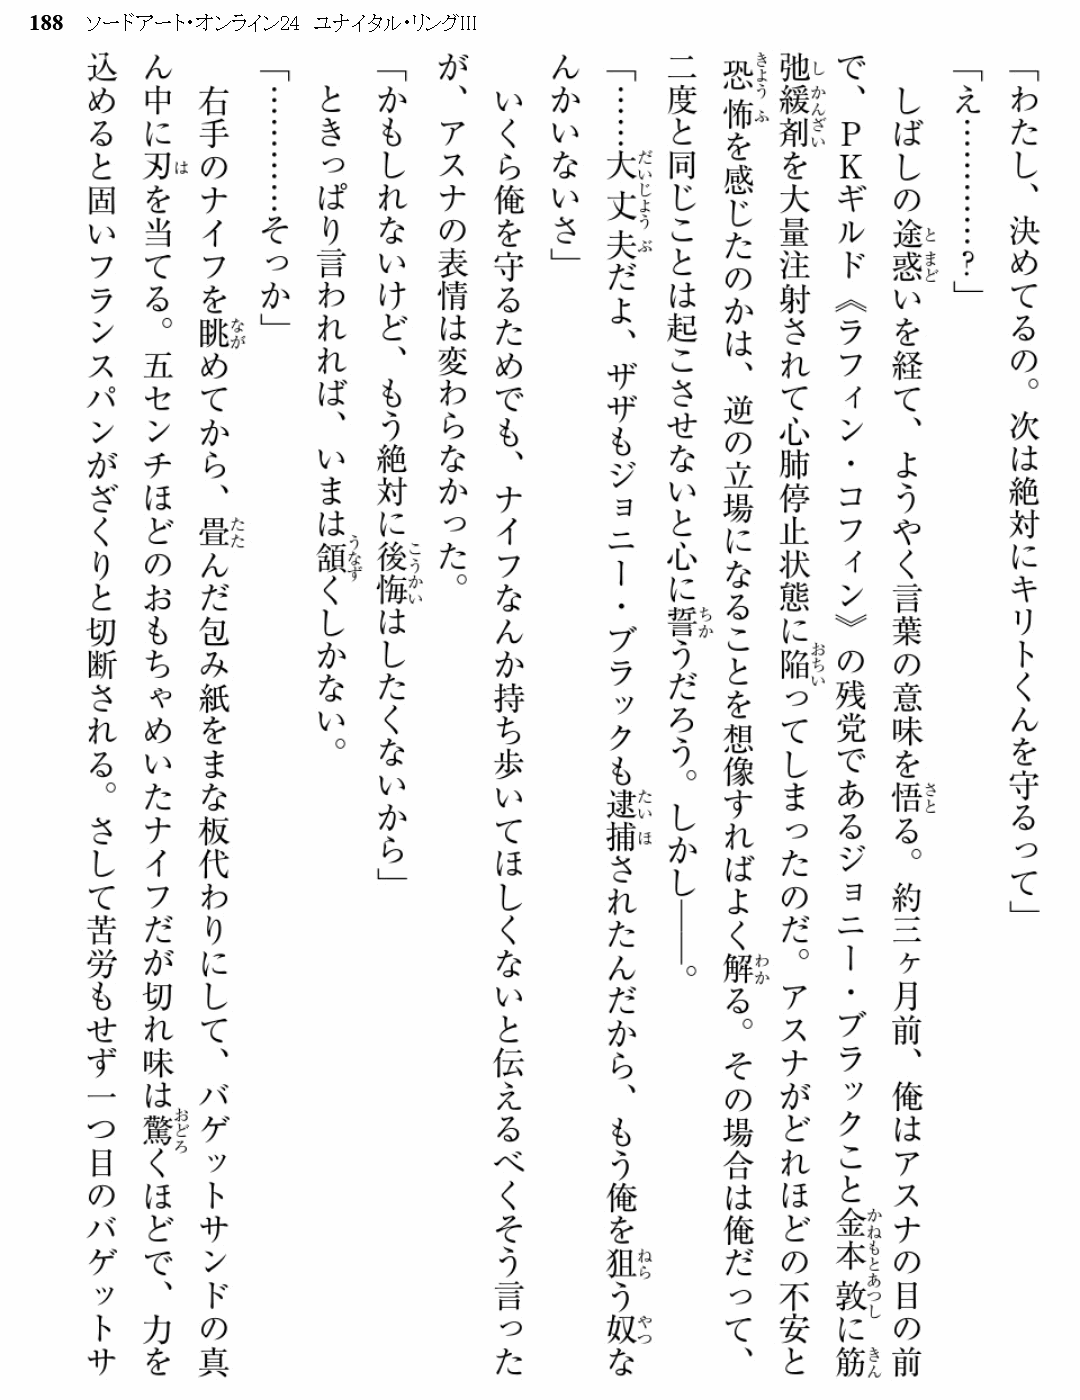 188 ソードアート・オンライン24 ユナイタル・リングIII
「わたし、決めてるの。次は絶対にキリトくんを守るって」
「え…………?」
しばしの途惑いを経て、ようやく言葉の意味を悟る。約三ヶ月前、俺はアスナの目の前
で、PKギルド《ラフィン・コフィン》の残党であるジョニー・ブラックこと金本敦に筋
弛緩剤を大量注射されて心肺停止状態に陥ってしまったのだ。アスナがどれほどの不安と
恐怖を感じたのかは、逆の立場になることを想像すればよく解る。その場合は俺だって、
二度と同じことは起こさせないと心に誓うだろう。しかし――。
「……大丈夫だよ、ザザもジョニー・ブラックも逮捕されたんだから、もう俺を狙う奴な
んかいないさ」
いくら俺を守るためでも、ナイフなんか持ち歩いてほしくないと伝えるべくそう言った
が、アスナの表情は変わらなかった。
「かもしれないけど、もう絶対に後悔はしたくないから」
ときっぱり言われれば、いまは頷くしかない。
「…………そっか」
右手のナイフを眺めてから、畳んだ包み紙をまな板代わりにして、バゲットサンドの真
ん中に刃を当てる。五センチほどのおもちゃめいたナイフだが切れ味は驚くほどで、力を
込めると固いフランスパンがざくりと切断される。さして苦労もせず一つ目のバゲットサ